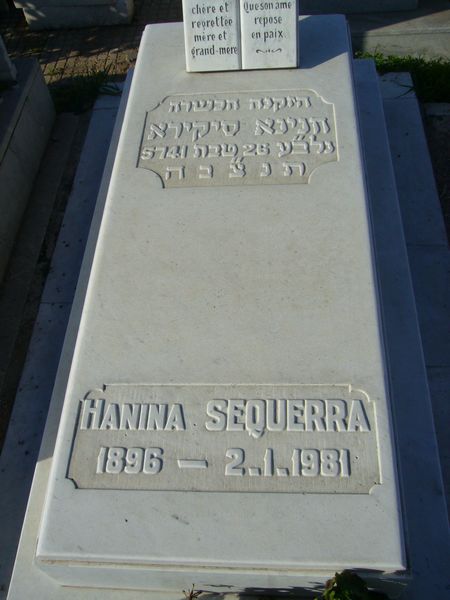 chère et
regrettée
mère et
grand-mère
Que son ame
repose
en paix
הזקנה הכשרה
חנינא סיקירא
נלב"ע 26 טבת 5741
ת נ צ ב ה
HANINA SEQUERRA
1896 — 2.1.1981